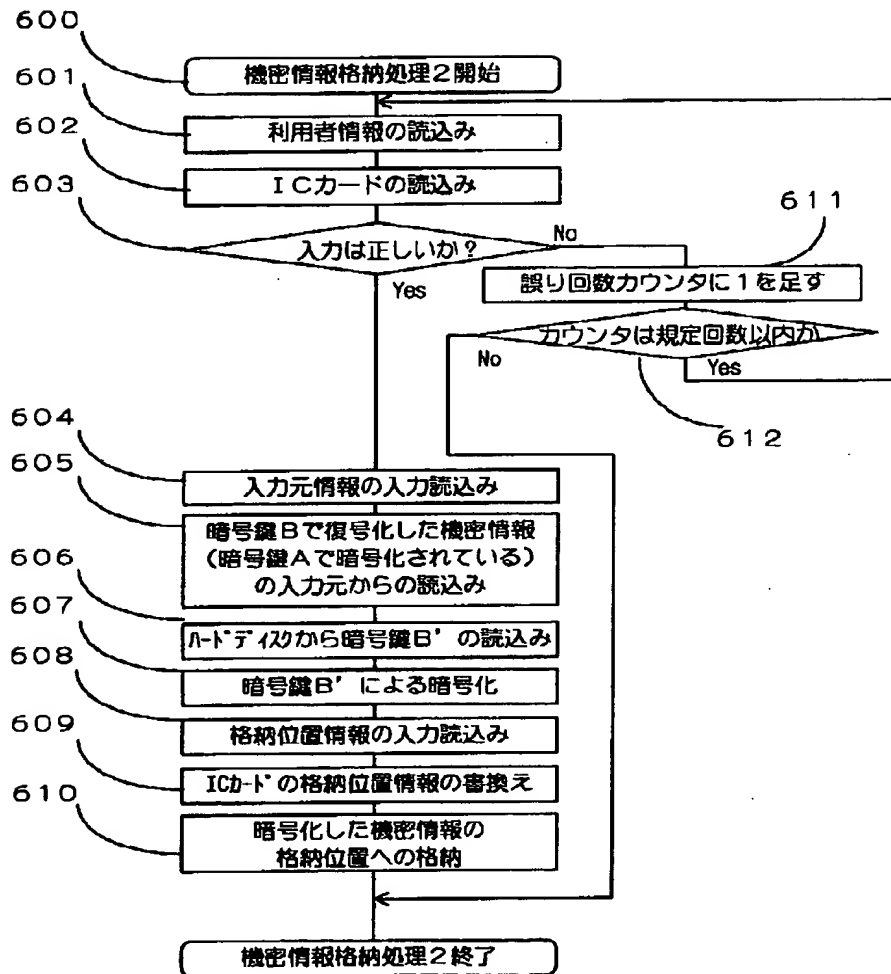 600
機密情報格納処理2開始
601
利用者情報の読込み
602
ICカードの読込み
603
入力は正しいか?
No
Yes
611
誤り回数カウンタに1を足す
カウンタは規定回数以内か
No
Yes
612
604
入力元情報の入力読込み
605
暗号鍵Bで復号化した機密情報
(暗号鍵Aで暗号化されている)
の入力元からの読込み
606
ハードディスクから暗号鍵B'の読込み
607
暗号鍵B'による暗号化
608
格納位置情報の入力読込み
609
ICカードの格納位置情報の書換え
610
暗号化した機密情報の
格納位置への格納
機密情報格納処理2終了